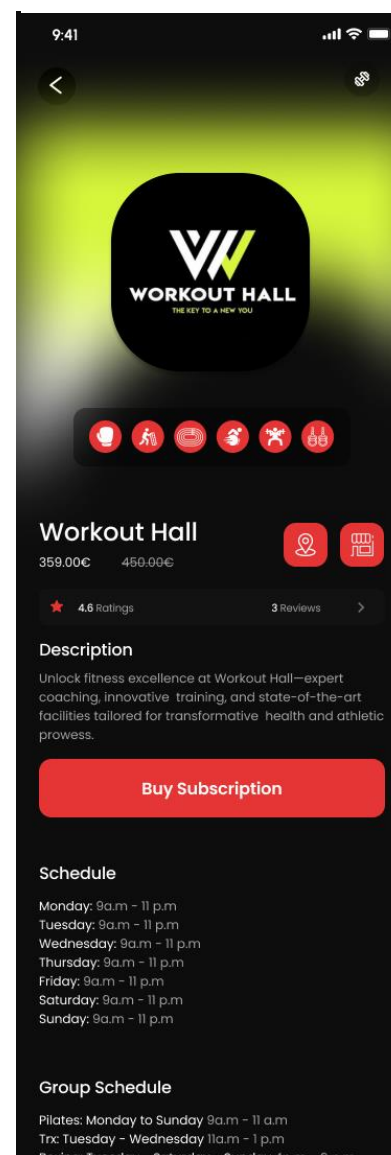 9:41
WORKOUT HALL
THE KEY TO A NEW YOU
Workout Hall
359.00€ 450.00€
4.6 Ratings 3 Reviews
Description
Unlock fitness excellence at Workout Hall—expert
coaching, innovative training, and state-of-the-art
facilities tailored for transformative health and athletic
prowess.
Buy Subscription
Schedule
Monday: 9a.m - 11 p.m
Tuesday: 9a.m - 11 p.m
Wednesday: 9a.m - 11 p.m
Thursday: 9a.m - 11 p.m
Friday: 9a.m - 11 p.m
Saturday: 9a.m - 11 p.m
Sunday: 9a.m - 11 p.m
Group Schedule
Pilates: Monday to Sunday 9a.m - 11 a.m
Trx: Tuesday - Wednesday 11a.m - 1 p.m